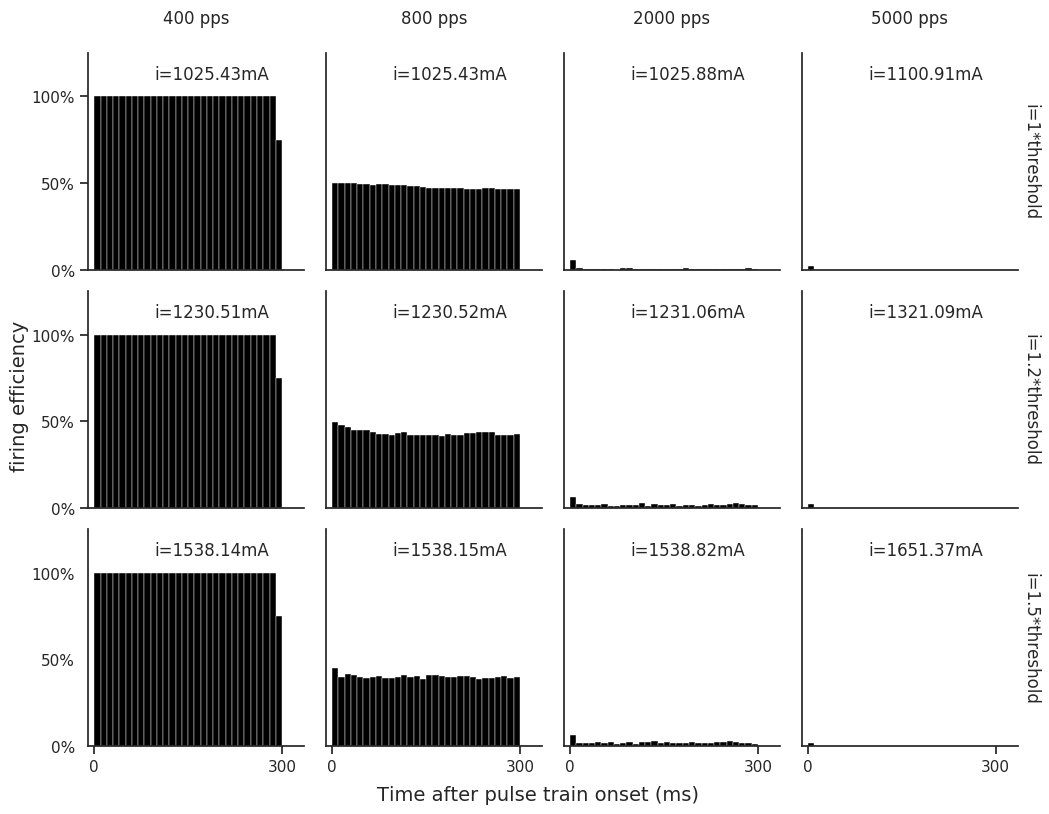 400 pps
800 pps
2000 pps
5000 pps
i=1025.43mA
i=1025.43mA
i=1025.88mA
i=1100.91mA
100%
50%
0%
i=1*threshold
i=1230.51mA
i=1230.52mA
i=1231.06mA
i=1321.09mA
100%
50%
0%
i=1.2*threshold
firing efficiency
i=1538.14mA
i=1538.15mA
i=1538.82mA
i=1651.37mA
100%
50%
0%
i=1.5*threshold
0
300
0
300
0
300
0
300
Time after pulse train onset (ms)